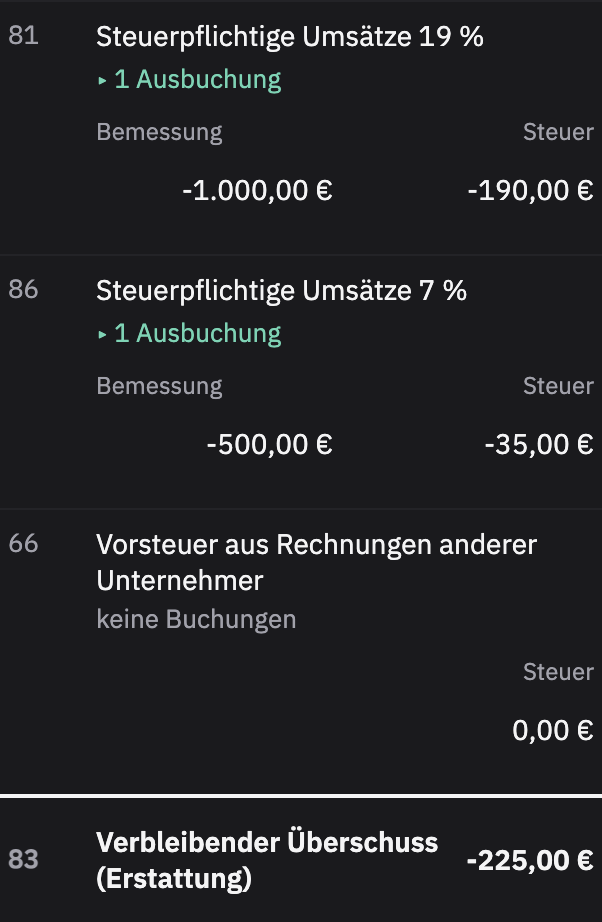 81 Steuerpflichtige Umsätze 19 %
▸ 1 Ausbuchung
Bemessung Steuer
-1.000,00 € -190,00 €
86 Steuerpflichtige Umsätze 7 %
▸ 1 Ausbuchung
Bemessung Steuer
-500,00 € -35,00 €
66 Vorsteuer aus Rechnungen anderer
Unternehmer
keine Buchungen
Steuer
0,00 €
83 Verbleibender Überschuss
(Erstattung) -225,00 €